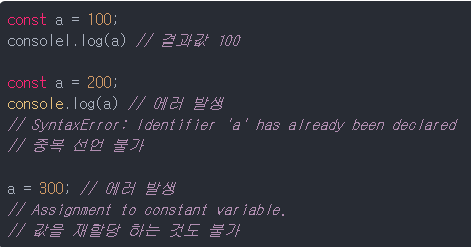 const a = 100;
consolel.log(a) // 결과값 100
const a = 200;
console.log(a) // 에러 발생
// SyntaxError: Identifier 'a' has already been declared
// 중복 선언 불가
a = 300; // 에러 발생
// Assignment to constant variable.
// 값을 재할당 하는 것도 불가